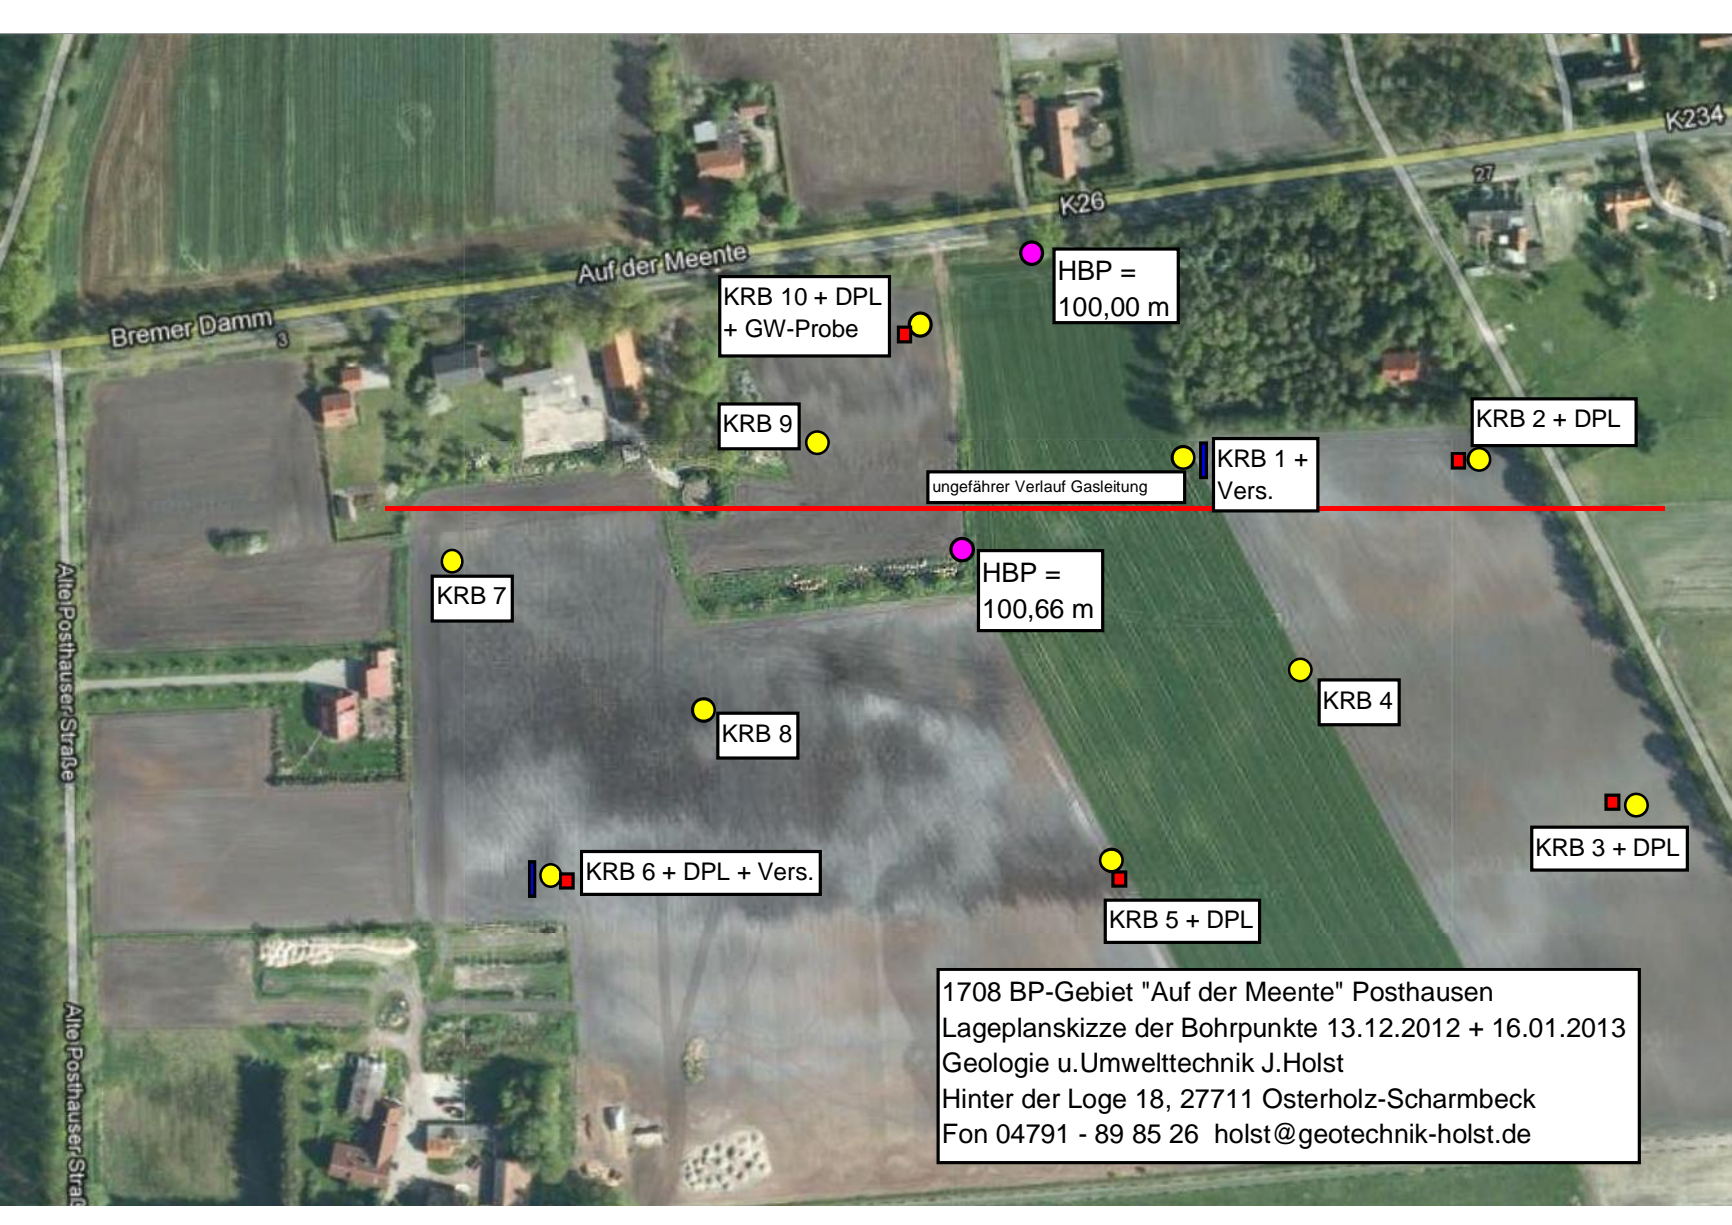 K234
27
K26
Auf der Meente
Bremer Damm
3
HBP =
100,00 m
KRB 10 + DPL
+ GW-Probe
KRB 9
KRB 2 + DPL
KRB 1 +
Vers.
ungefährer Verlauf Gasleitung
HBP =
100,66 m
KRB 7
KRB 4
KRB 8
KRB 3 + DPL
KRB 6 + DPL + Vers.
KRB 5 + DPL
Alte Posthauser Straße
Alte Posthauser Straß
1708 BP-Gebiet "Auf der Meente" Posthausen
Lageplanskizze der Bohrpunkte 13.12.2012 + 16.01.2013
Geologie u.Umwelttechnik J.Holst
Hinter der Loge 18, 27711 Osterholz-Scharmbeck
Fon 04791 - 89 85 26  holst@geotechnik-holst.de